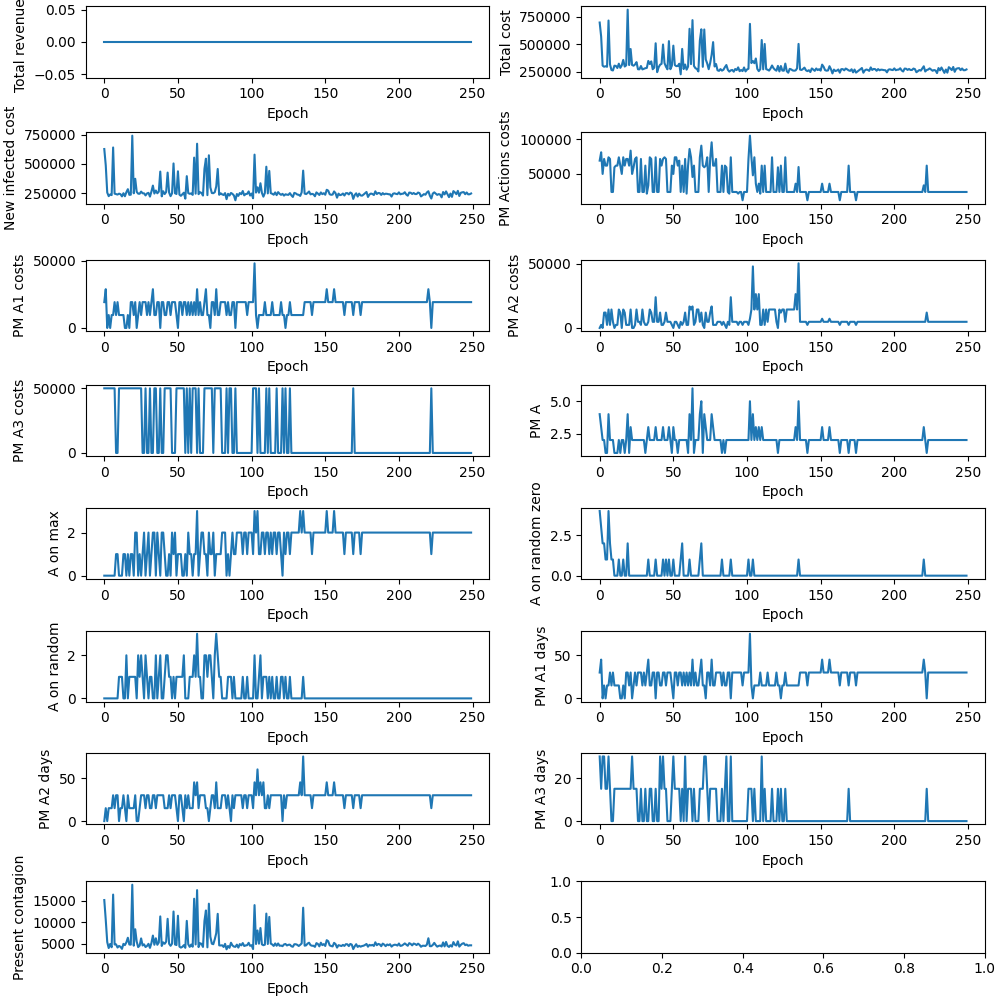 Total revenue
0.05
0.00
−0.05
0 50 100 150 200 250
Epoch
Total cost
750000
500000
250000
0 50 100 150 200 250
Epoch
New infected cost
750000
500000
250000
0 50 100 150 200 250
Epoch
PM Actions costs
100000
50000
0 50 100 150 200 250
Epoch
PM A1 costs
50000
0
0 50 100 150 200 250
Epoch
PM A2 costs
50000
0
0 50 100 150 200 250
Epoch
PM A3 costs
50000
0
0 50 100 150 200 250
Epoch
PM A
5.0
2.5
0 50 100 150 200 250
Epoch
A on max
2
0
0 50 100 150 200 250
Epoch
A on random zero
2.5
0.0
0 50 100 150 200 250
Epoch
A on random
2
0
0 50 100 150 200 250
Epoch
PM A1 days
50
0
0 50 100 150 200 250
Epoch
PM A2 days
50
0
0 50 100 150 200 250
Epoch
PM A3 days
20
0
0 50 100 150 200 250
Epoch
Present contagion
15000
10000
5000
0 50 100 150 200 250
Epoch
1.0
0.5
0.0
0.0 0.2 0.4 0.6 0.8 1.0